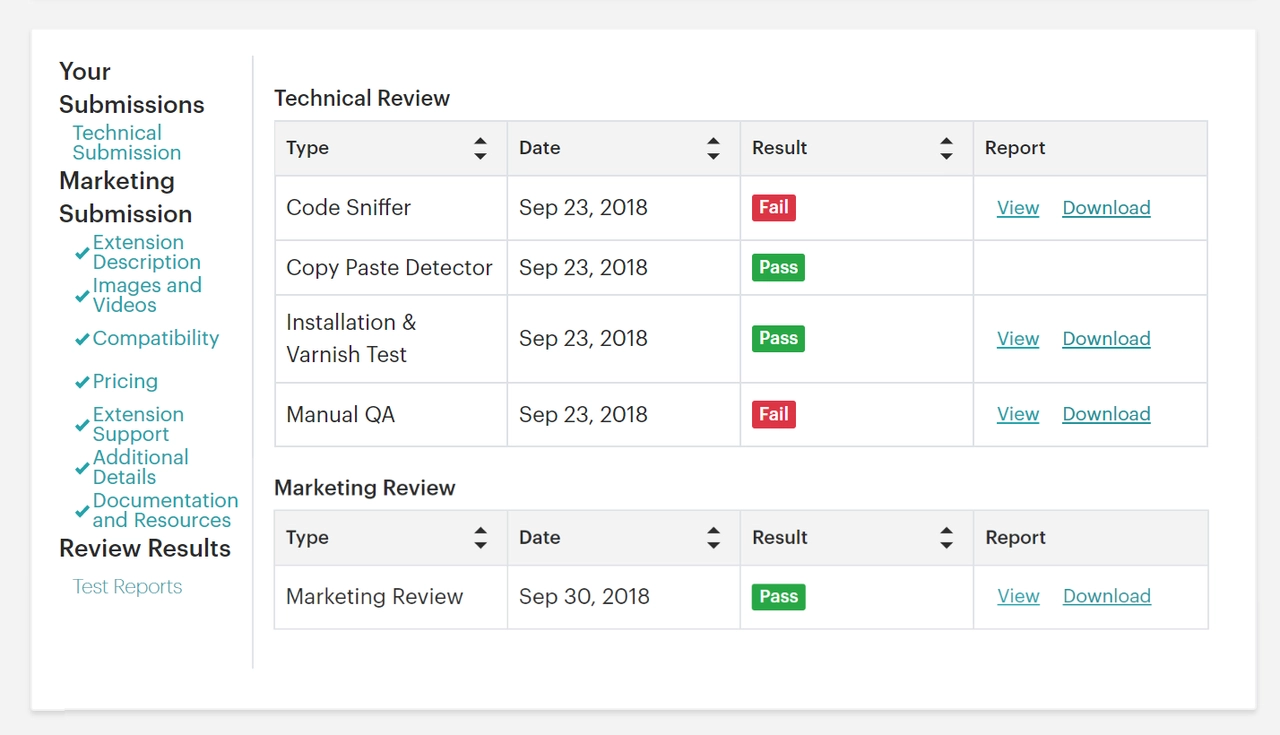 Your
Submissions
Technical
Submission
Marketing
Submission
Extension
Description
Images and
Videos
Compatibility
Pricing
Extension
Support
Additional
Details
Documentation
and Resources
Review Results
Test Reports
Technical Review
Type Date Result Report
Code Sniffer Sep 23, 2018 Fail View Download
Copy Paste Detector Sep 23, 2018 Pass
Installation &
Varnish Test Sep 23, 2018 Pass View Download
Manual QA Sep 23, 2018 Fail View Download
Marketing Review
Type Date Result Report
Marketing Review Sep 30, 2018 Pass View Download